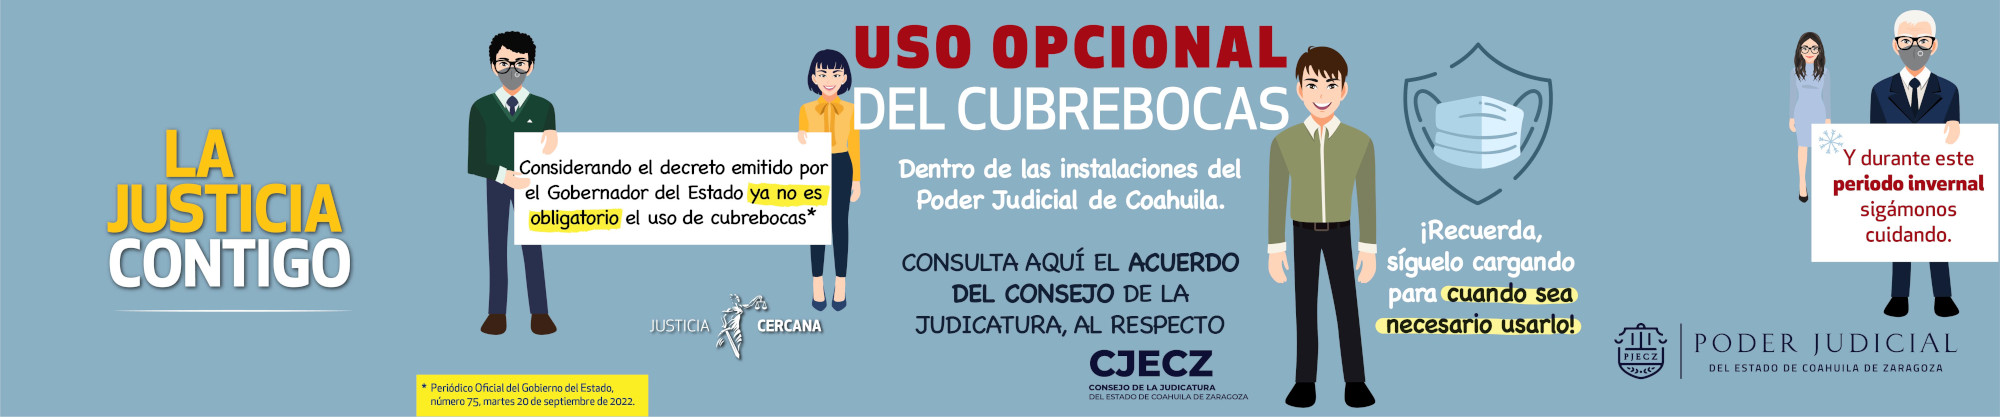 LA
JUSTICIA
CONTIGO
Considerando el decreto emitido por
el Gobernador del Estado ya no es
obligatorio el uso de cubrebocas*
JUSTICIA CERCANA
* Periódico Oficial del Gobierno del Estado,
número 75, martes 20 de septiembre de 2022.
USO OPCIONAL
DEL CUBREBOCAS
Dentro de las instalaciones del
Poder Judicial de Coahuila.
CONSULTA AQUÍ EL ACUERDO
DEL CONSEJO DE LA
JUDICATURA, AL RESPECTO
CJECZ
CONSEJO DE LA JUDICATURA
DEL ESTADO DE COAHUILA DE ZARAGOZA
¡Recuerda,
síguelo cargando
para cuando sea
necesario usarlo!
Y durante este
periodo invernal
sigámonos
cuidando.
PJECZ
PODER JUDICIAL
DEL ESTADO DE COAHUILA DE ZARAGOZA